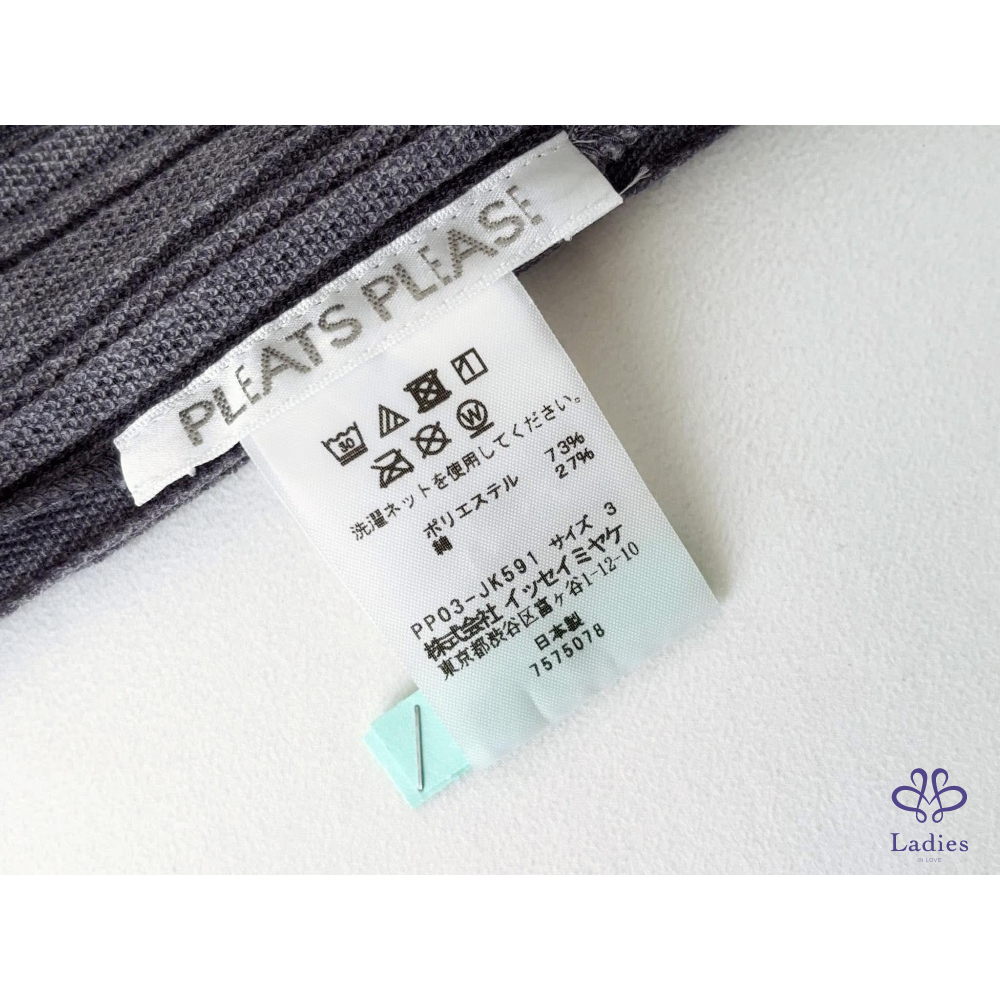 PLEATS PLEASE
30
W
洗濯ネットを使用してください。
ポリエステル 73%
綿 27%
PP03-JK591 サイズ 3
株式会社 イッセイミヤケ
東京都渋谷区富ヶ谷1-12-10
日本製
7575078
Ladies
IN LOVE